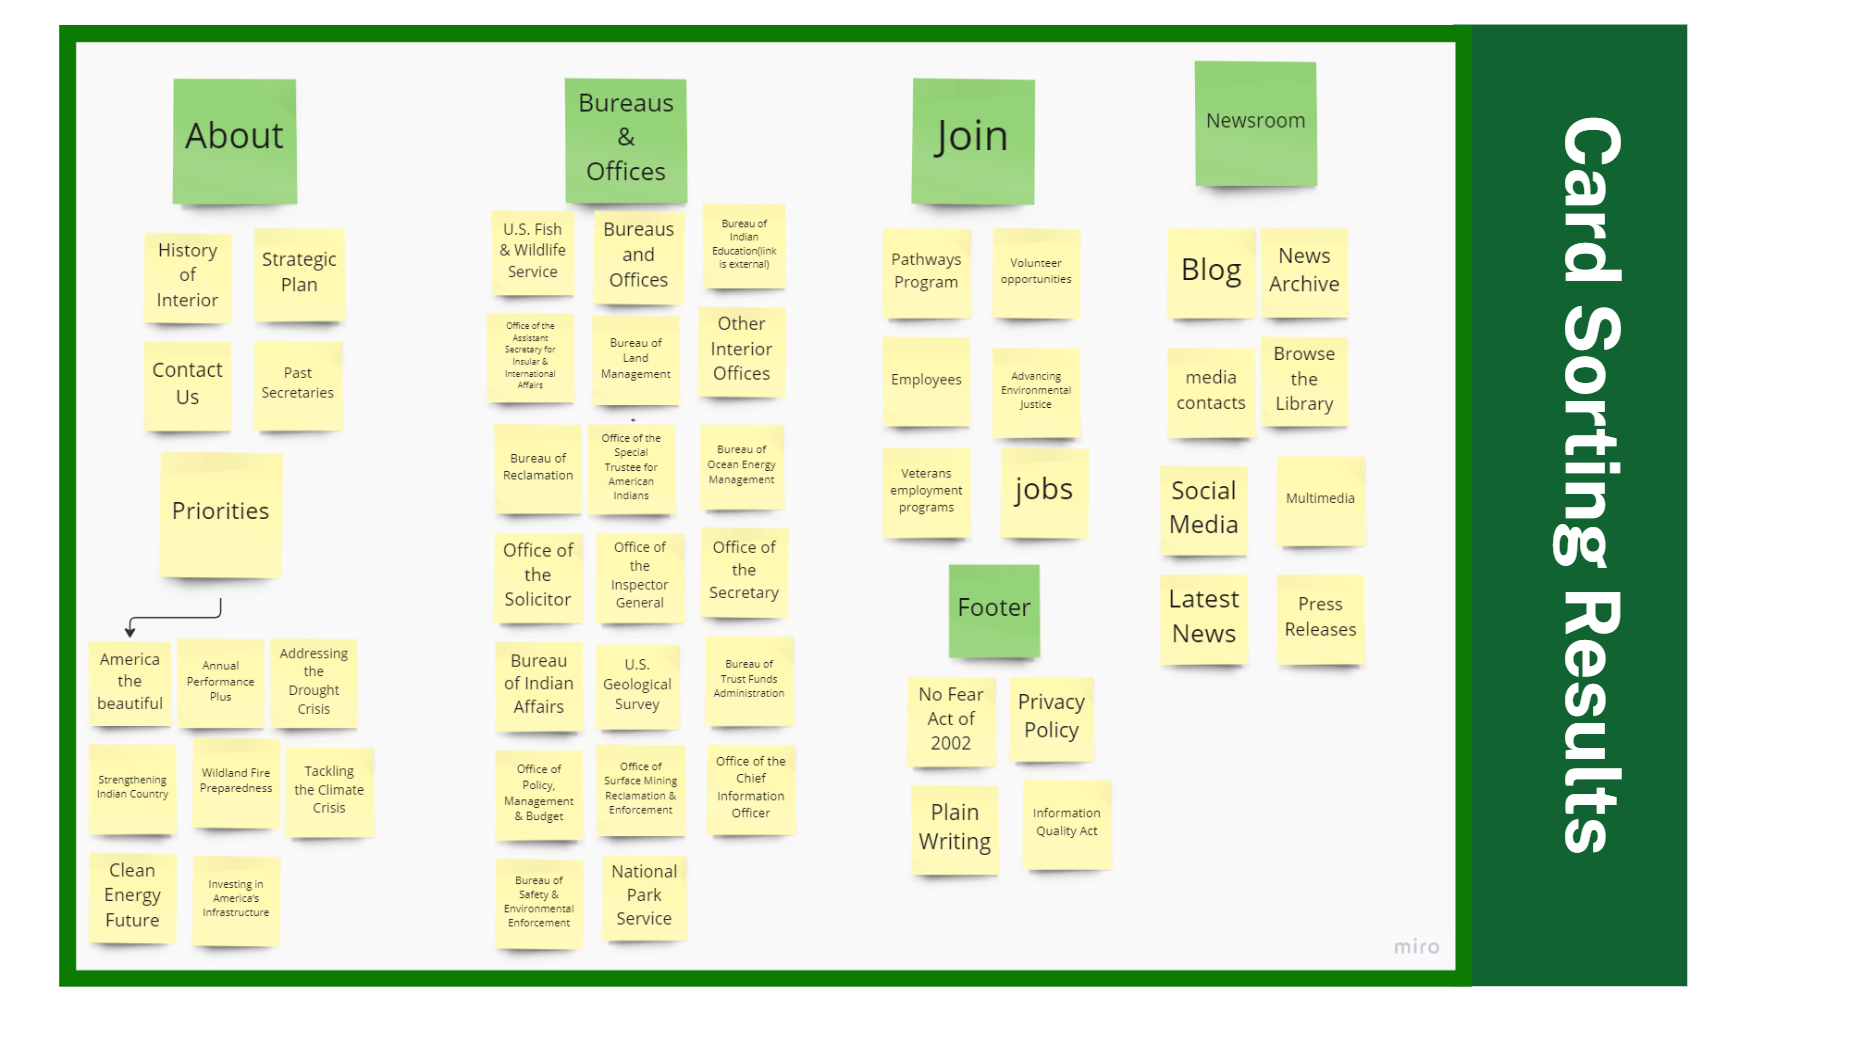 About
History
of
Interior
Strategic
Plan
Contact
Us
Past
Secretaries
Priorities
America
the
beautiful
Annual
Performance
Plus
Addressing
the
Drought
Crisis
Strengthening
Indian Country
Wildland Fire
Preparedness
Tackling
the Climate
Crisis
Clean
Energy
Future
Investing in
America's
Infrastructure
Bureaus
&
Offices
U.S. Fish
& Wildlife
Service
Bureaus
and
Offices
Bureau of
Indian
Education(link
is external)
Office of the
Assistant
Secretary for
Insular &
International
Affairs
Bureau of
Land
Management
Other
Interior
Offices
Bureau of
Reclamation
Office of the
Special
Trustee for
American
Indians
Bureau of
Ocean Energy
Management
Office of
the
Solicitor
Office of
the
Inspector
General
Office of
the
Secretary
Bureau
of Indian
Affairs
U.S.
Geological
Survey
Bureau of
Trust Funds
Administration
Office of
Policy,
Management
& Budget
Office of
Surface Mining
Reclamation &
Enforcement
Office of the
Chief
Information
Officer
Bureau of
Safety &
Environmental
Enforcement
National
Park
Service
Join
Pathways
Program
Volunteer
opportunities
Employees
Advancing
Environmental
Justice
Veterans
employment
programs
jobs
Footer
No Fear
Act of
2002
Privacy
Policy
Plain
Writing
Information
Quality Act
Newsroom
Blog
News
Archive
media
contacts
Browse
the
Library
Social
Media
Multimedia
Latest
News
Press
Releases
miro
Card Sorting Results